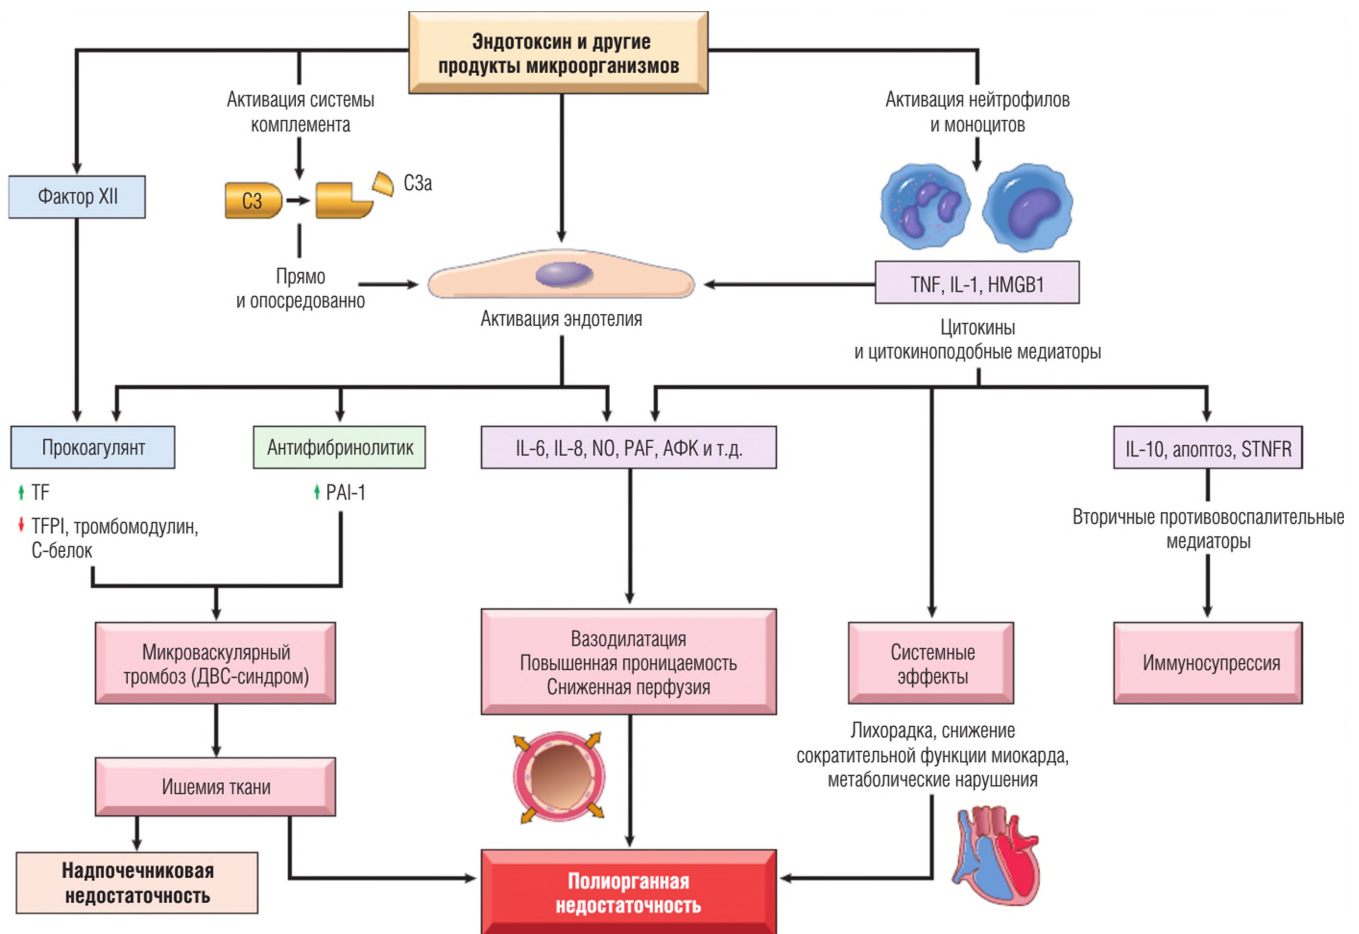 Эндотоксин и другие
продукты микроорганизмов
Активация системы
комплемента
Активация нейтрофилов
и моноцитов
Фактор XII
C3
C3a
Прямо
и опосредованно
TNF, IL-1, HMGB1
Активация эндотелия
Цитокины
и цитокиноподобные медиаторы
Прокоагулянт
Антифибринолитик
IL-6, IL-8, NO, PAF, АФК и т.д.
IL-10, апоптоз, STNFR
TF
TFPI, тромбомодулин,
С-белок
PAI-1
Вторичные противовоспалительные
медиаторы
Микроваскулярный
тромбоз (ДВС-синдром)
Вазодилатация
Повышенная проницаемость
Сниженная перфузия
Системные
эффекты
Иммуносупрессия
Лихорадка, снижение
сократительной функции миокарда,
метаболические нарушения
Ишемия ткани
Надпочечниковая
недостаточность
Полиорганная
недостаточность